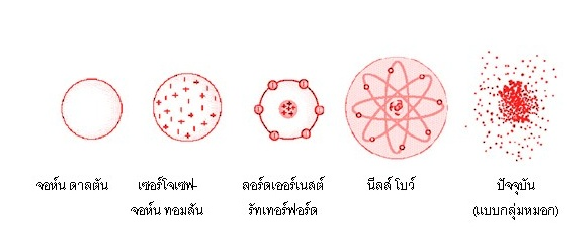 จอห์น ดาลตัน
เซอร์โจเซฟ-
จอห์น ทอมสัน
ลอร์ดเออร์เนสต์
รัทเทอร์ฟอร์ด
นีลส์ โบว์
ปัจจุบัน
(แบบกลุ่มหมอก)